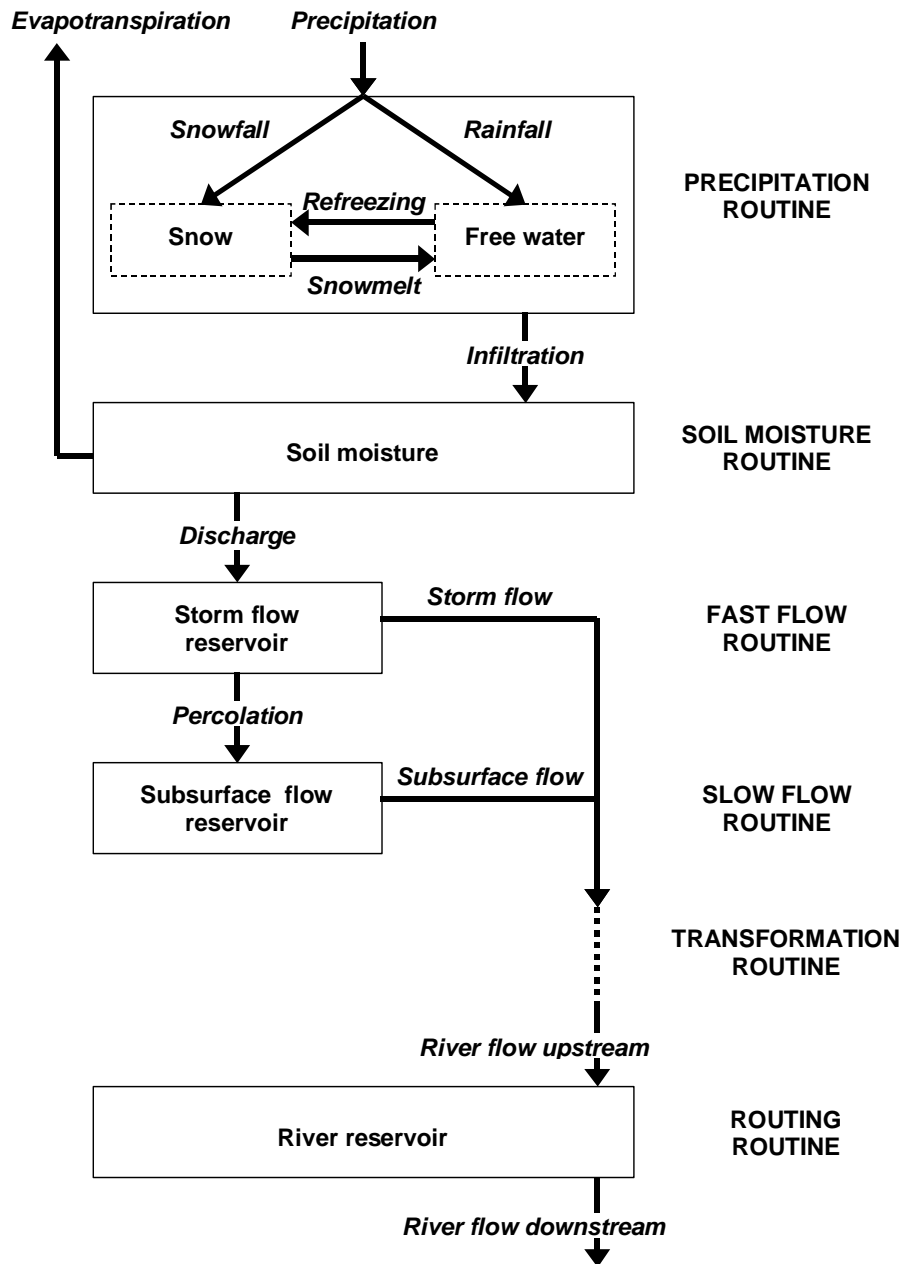 Evapotranspiration
Precipitation
Snowfall
Rainfall
PRECIPITATION
ROUTINE
Refreezing
Snow
Free water
Snowmelt
Infiltration
Soil moisture
SOIL MOISTURE
ROUTINE
Discharge
Storm flow
reservoir
Storm flow
FAST FLOW
ROUTINE
Percolation
Subsurface flow
reservoir
Subsurface flow
SLOW FLOW
ROUTINE
TRANSFORMATION
ROUTINE
River flow upstream
River reservoir
ROUTING
ROUTINE
River flow downstream